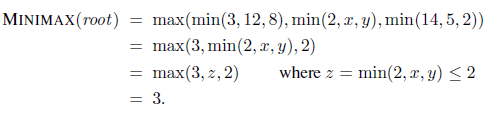 MINIMAX(root) = max(min(3, 12, 8), min(2, x, y), min(14, 5, 2))
= max(3, min(2, x, y), 2)
= max(3, z, 2) where z = min(2, x, y) ≤ 2
= 3.